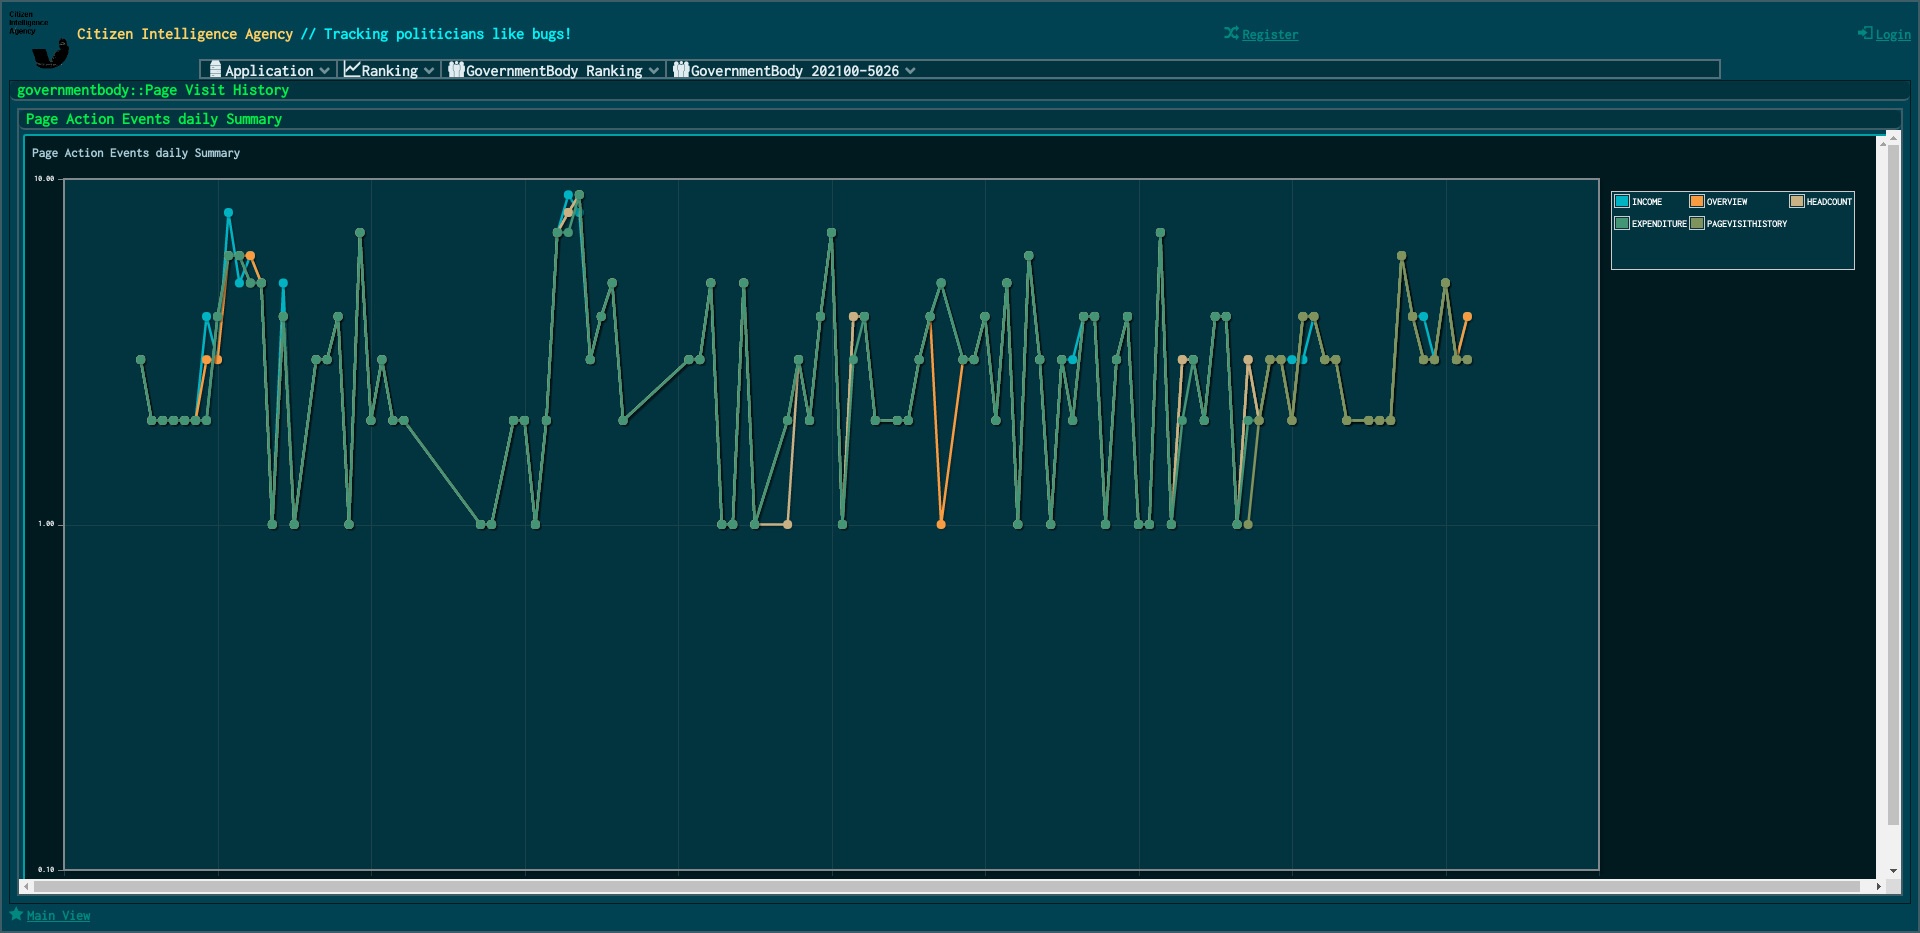 Citizen
Intelligence
Agency
Citizen Intelligence Agency // Tracking politicians like bugs!
Register
Login
Application
Ranking
GovernmentBody Ranking
GovernmentBody 202100-5026
governmentbody::Page Visit History
Page Action Events daily Summary
Page Action Events daily Summary
10.00
INCOME
OVERVIEW
HEADCOUNT
EXPENDITURE
PAGEVISITHISTORY
1.00
0.10
Main View